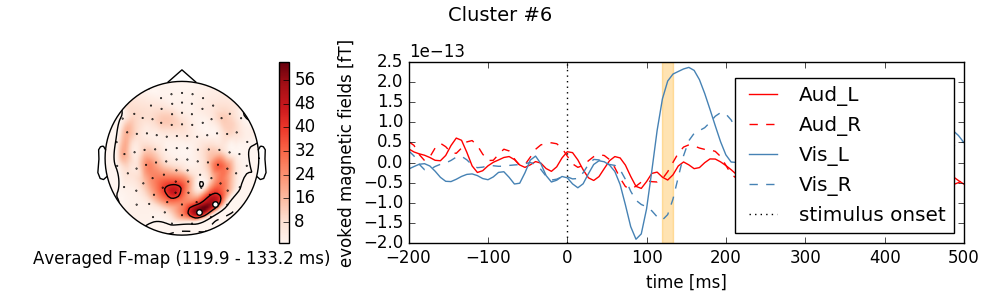 Cluster #6
56
48
40
32
24
16
8
Averaged F-map (119.9 - 133.2 ms)
evoked magnetic fields [fT]
1e−13
2.5
2.0
1.5
1.0
0.5
0.0
−0.5
−1.0
−1.5
−2.0
−200 −100 0 100 200 300 400 500
time [ms]
Aud_L
Aud_R
Vis_L
Vis_R
stimulus onset